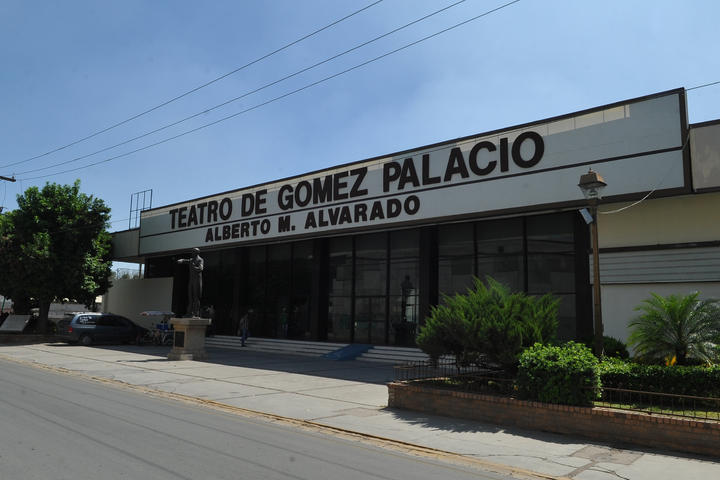 TEATRO DE GOMEZ PALACIO
ALBERTO M. ALVARADO